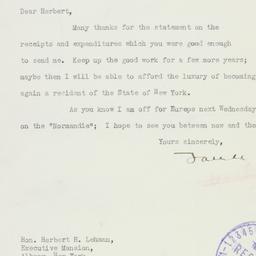 Dear Herbert,
Many thanks for the statement on the
receipts and expenditures which you were good enough
to send me. Keep up the good work for a few more years;
maybe then I will be able to afford the luxury of becoming
again a resident of the State of New York.
As you know I am off for Europe next Wednesday
on the "Normandie"; I hope to see you between now and the
Yours sincerely,
Hon. Herbert H. Lehman,
Executive Mansion,
Albany, New York